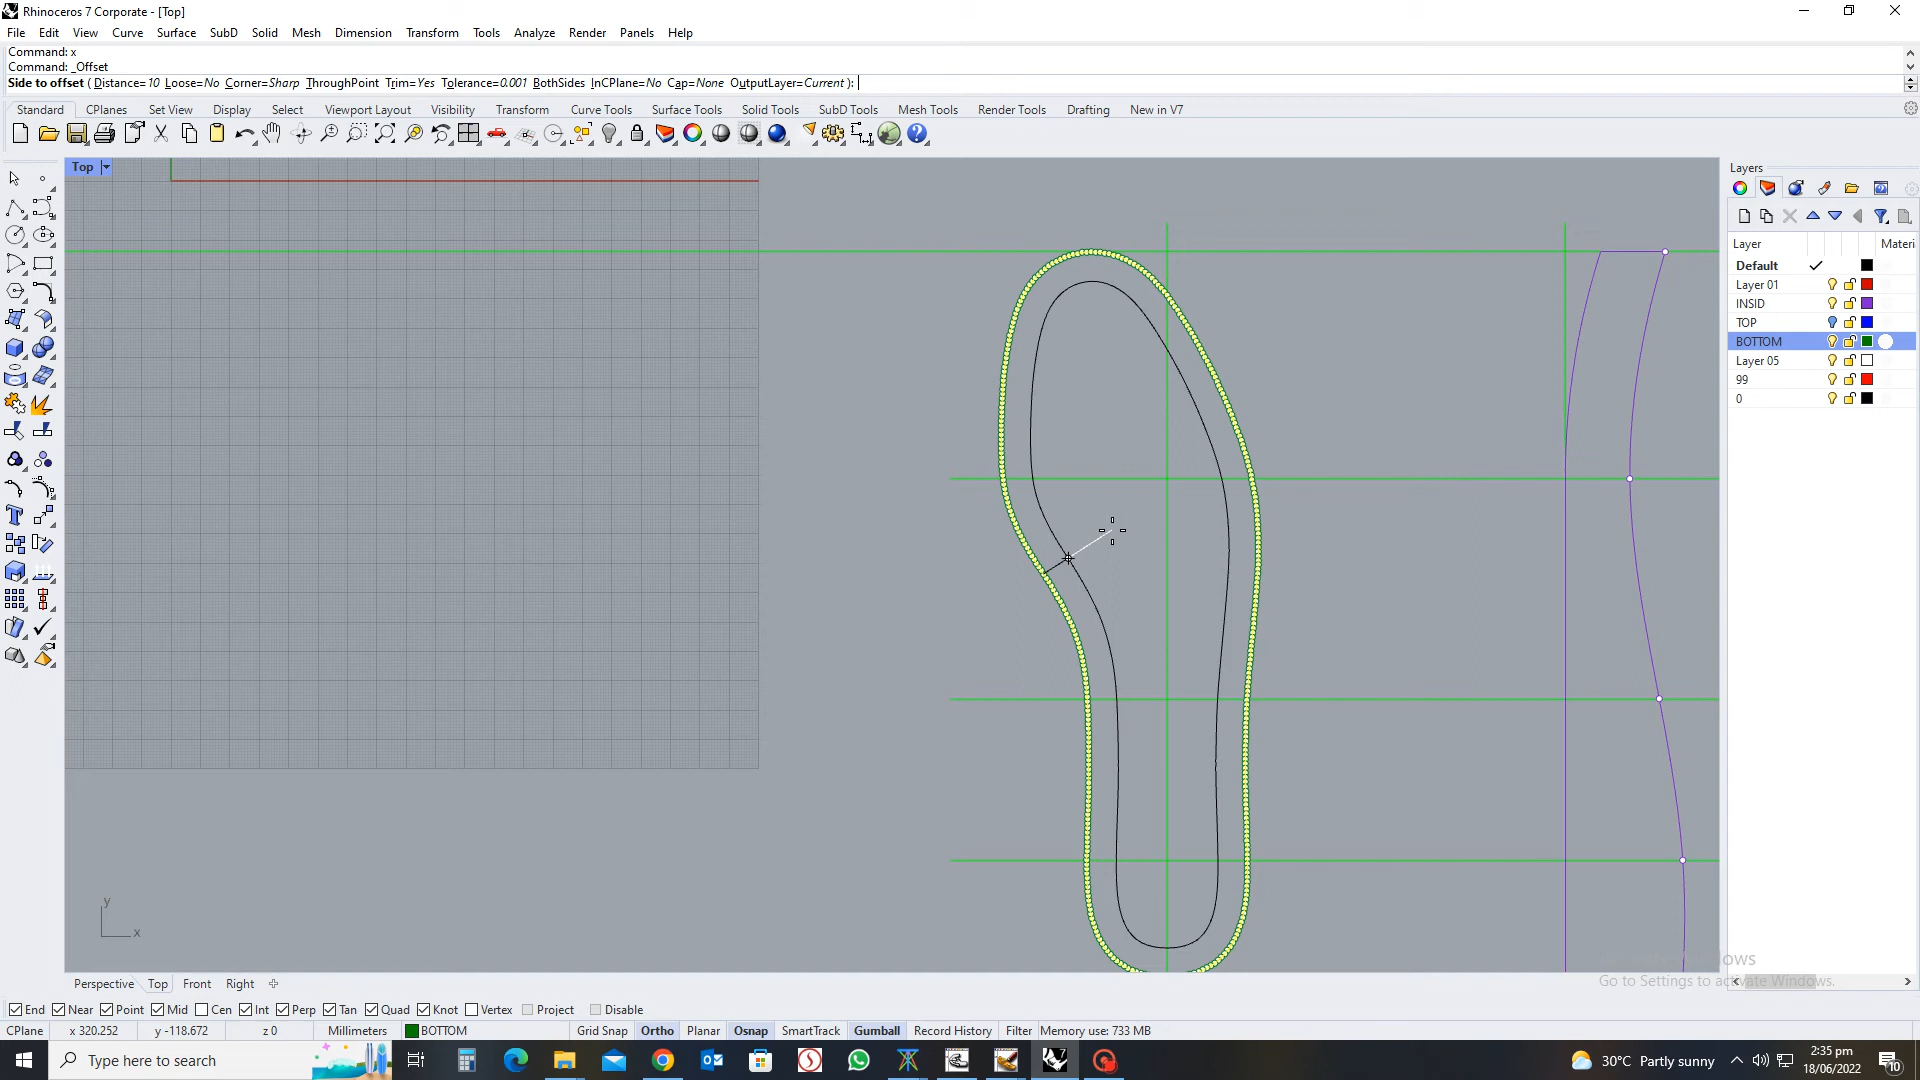 Rhinoceros 7 Corporate - [Top]
File Edit View Curve Surface SubD Solid Mesh Dimension Transform Tools Analyze Render Panels Help
Command: x
Command: _Offset
Side to offset ( Distance=10 Loose=No Corner=Sharp ThroughPoint Trim=Yes Tolerance=0.001 BothSides InCPlane=No Cap=None OutputLayer=Current ):
Standard CPlanes Set View Display Select Viewport Layout Visibility Transform Curve Tools Surface Tools Solid Tools SubD Tools Mesh Tools Render Tools Drafting New in V7
Top
Layers
Layer Materi
Default
Layer 01
INSID
TOP
BOTTOM
Layer 05
99
0
y
x
Go to Settings to activate Windows.
Perspective Top Front Right
End Near Point Mid Cen Int Perp Tan Quad Knot Vertex Project Disable
CPlane x 320.252 y -118.672 z 0 Millimeters BOTTOM Grid Snap Ortho Planar Osnap SmartTrack Gumball Record History Filter Memory use: 733 MB
Type here to search
30°C Partly sunny
2:35 pm
18/06/2022
10